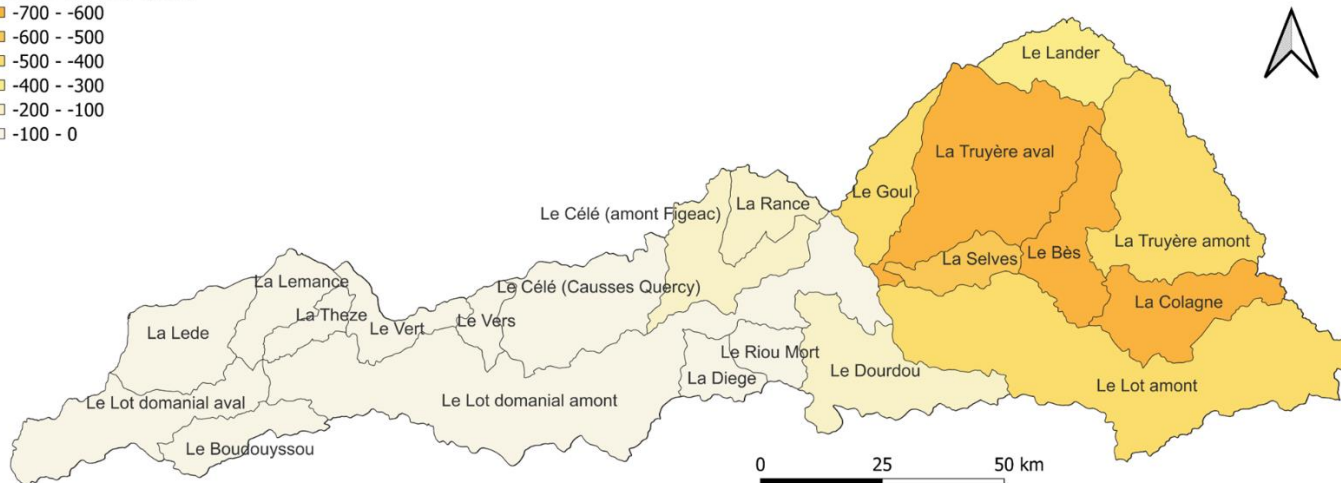 -700 - -600
-600 - -500
-500 - -400
-400 - -300
-200 - -100
-100 - 0
Le Lander
La Truyère aval
Le Goul
La Rance
Le Célé (amont Figeac)
La Truyère amont
Le Bès
La Selves
La Lemance
Le Célé (Causses Quercy)
La Colagne
La Theze
Le Vers
Le Vert
La Lede
Le Riou Mort
Le Dourdou
La Diege
Le Lot amont
Le Lot domanial aval
Le Lot domanial amont
Le Boudouyssou
0 25 50 km